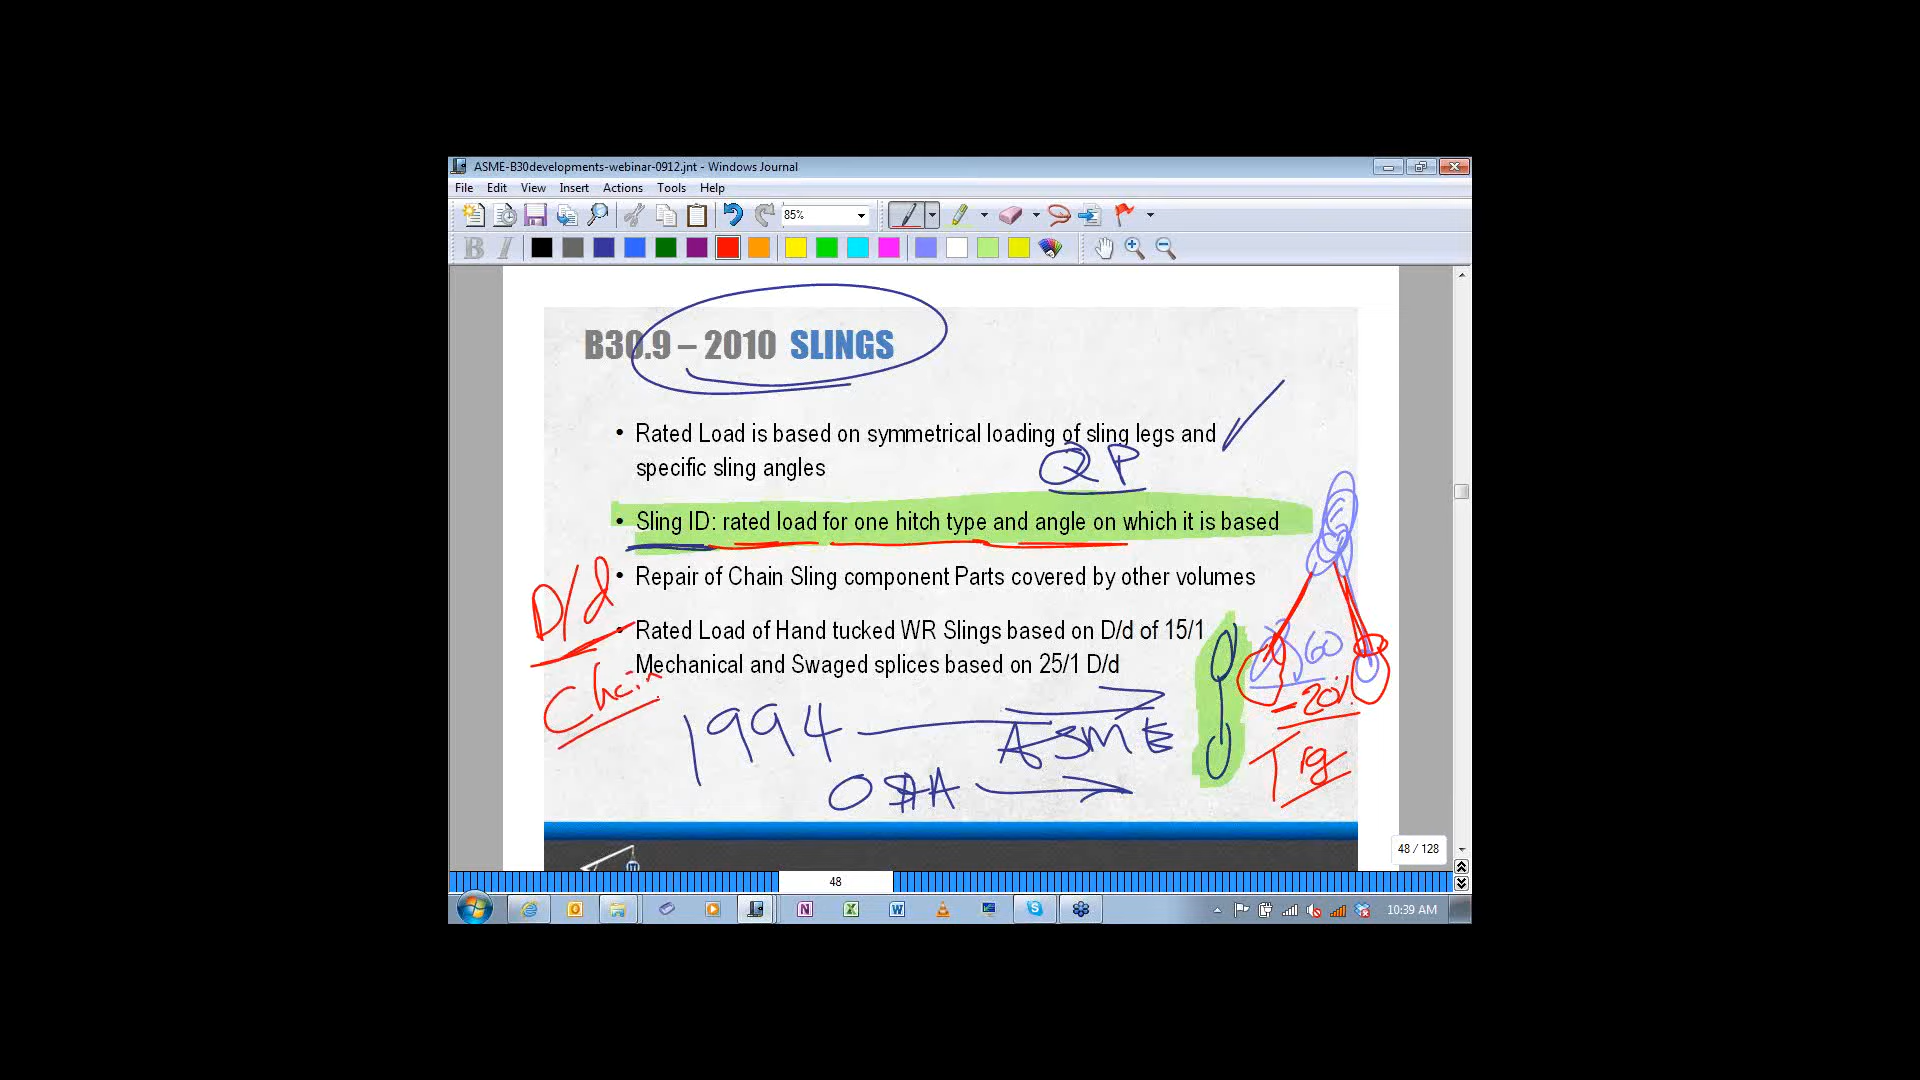 ASME-B30developments-webinar-0912.jnt - Windows Journal
File Edit View Insert Actions Tools Help
85%
B I
B30.9 – 2010 SLINGS
• Rated Load is based on symmetrical loading of sling legs and
specific sling angles
QP
• Sling ID: rated load for one hitch type and angle on which it is based
• Repair of Chain Sling component Parts covered by other volumes
D/d
• Rated Load of Hand tucked WR Slings based on D/d of 15/1
Mechanical and Swaged splices based on 25/1 D/d
60
Chain
-20%
1994
ASME
OSHA
48 / 128
48
10:39 AM